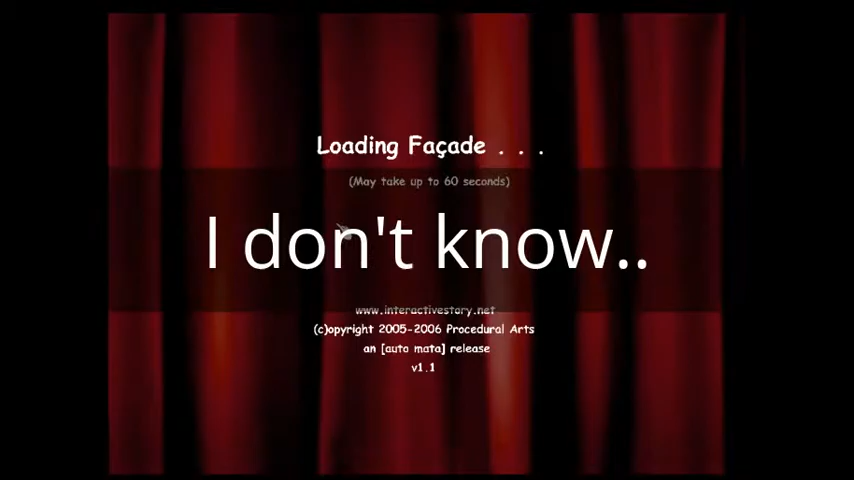 Loading Façade . . .
(May take up to 60 seconds)
I don't know..
www.interactivestory.net
(c)opyright 2005-2006 Procedural Arts
an [auto mata] release
v1.1